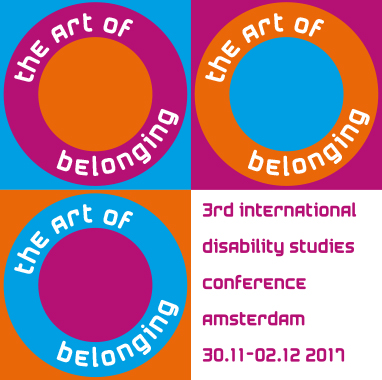 the art of
belonging
the art of
belonging
the art of
belonging
3rd international
disability studies
conference
amsterdam
30.11-02.12 2017